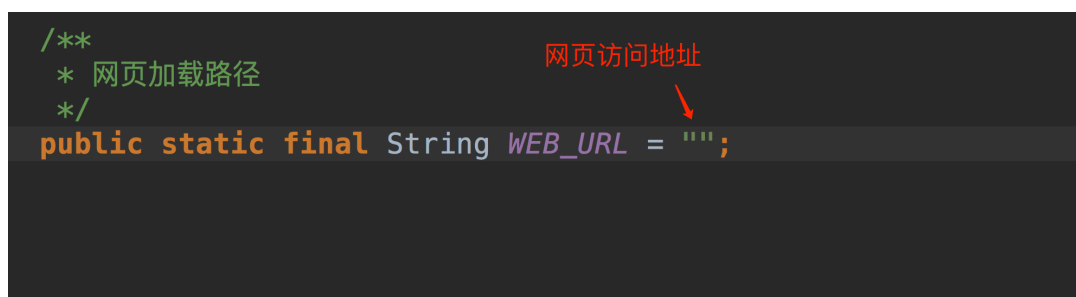 /**
网页访问地址
* 网页加载路径
*/
public static final String WEB_URL = "";